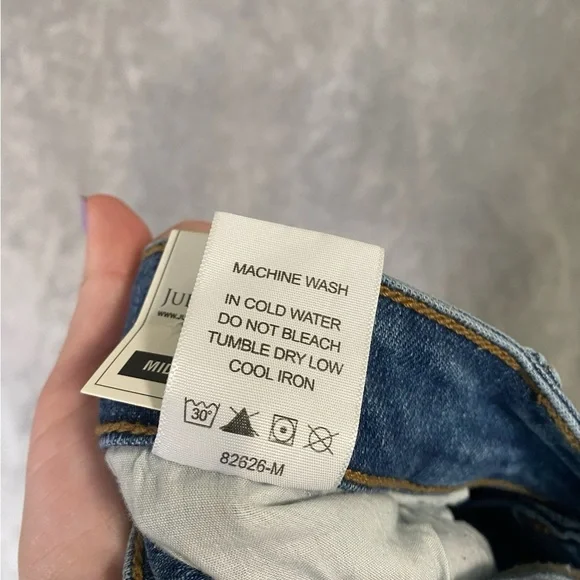 MACHINE WASH
IN COLD WATER
DO NOT BLEACH
TUMBLE DRY LOW
COOL IRON
30°
82626-M